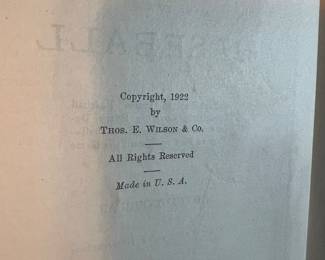 Copyright, 1922
by
Thos. E. Wilson & Co.
All Rights Reserved
Made in U. S. A.